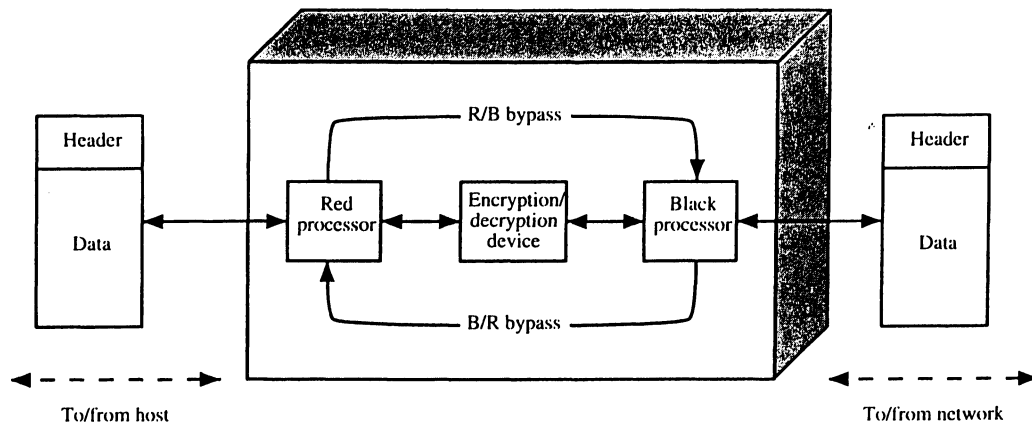 R/B bypass
Header
Data
Red
processor
Encryption/
decryption
device
Black
processor
Header
Data
B/R bypass
To/from host
To/from network